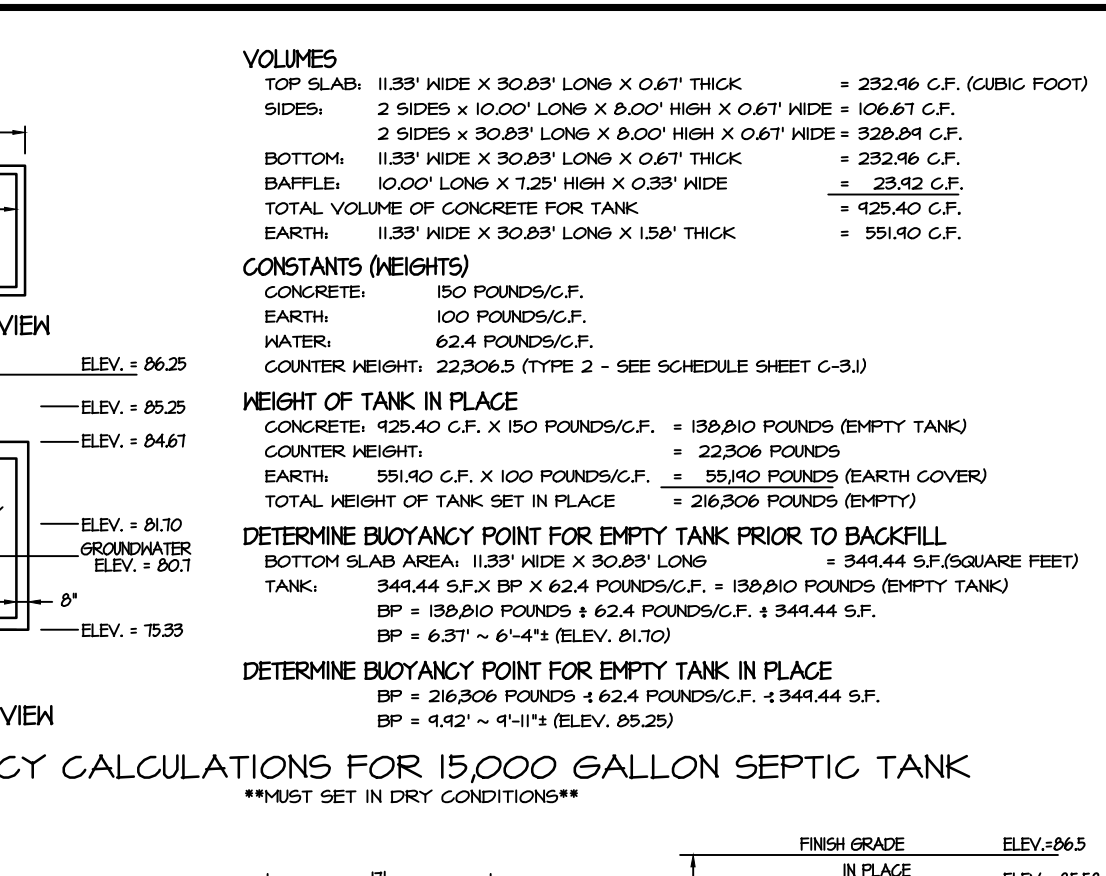 VOLUMES
TOP SLAB: 11.33' WIDE X 30.83' LONG X 0.67' THICK = 232.96 C.F. (CUBIC FOOT)
SIDES: 2 SIDES x 10.00' LONG X 8.00' HIGH X 0.67' WIDE = 106.67 C.F.
2 SIDES x 30.83' LONG X 8.00' HIGH X 0.67' WIDE = 328.89 C.F.
BOTTOM: 11.33' WIDE X 30.83' LONG X 0.67' THICK = 232.96 C.F.
BAFFLE: 10.00' LONG X 7.25' HIGH X 0.33' WIDE = 23.92 C.F.
TOTAL VOLUME OF CONCRETE FOR TANK = 925.40 C.F.
EARTH: 11.33' WIDE X 30.83' LONG X 1.58' THICK = 551.90 C.F.
CONSTANTS (WEIGHTS)
CONCRETE: 150 POUNDS/C.F.
EARTH: 100 POUNDS/C.F.
WATER: 62.4 POUNDS/C.F.
COUNTER WEIGHT: 22,306.5 (TYPE 2 - SEE SCHEDULE SHEET C-3.1)
WEIGHT OF TANK IN PLACE
CONCRETE: 925.40 C.F. X 150 POUNDS/C.F. = 138,810 POUNDS (EMPTY TANK)
COUNTER WEIGHT: = 22,306 POUNDS
EARTH: 551.90 C.F. X 100 POUNDS/C.F. = 55,190 POUNDS (EARTH COVER)
TOTAL WEIGHT OF TANK SET IN PLACE = 216,306 POUNDS (EMPTY)
DETERMINE BUOYANCY POINT FOR EMPTY TANK PRIOR TO BACKFILL
BOTTOM SLAB AREA: 11.33' WIDE X 30.83' LONG = 349.44 S.F.(SQUARE FEET)
TANK: 349.44 S.F.X BP X 62.4 POUNDS/C.F. = 138,810 POUNDS (EMPTY TANK)
BP = 138,810 POUNDS ÷ 62.4 POUNDS/C.F. ÷ 349.44 S.F.
BP = 6.37' ~ 6'-4"± (ELEV. 81.70)
DETERMINE BUOYANCY POINT FOR EMPTY TANK IN PLACE
BP = 216,306 POUNDS ÷ 62.4 POUNDS/C.F. ÷ 349.44 S.F.
BP = 9.92' ~ 9'-11"± (ELEV. 85.25)
VIEW
ELEV. = 86.25
ELEV. = 85.25
ELEV. = 84.67
ELEV. = 81.70
GROUNDWATER
ELEV. = 80.7
8"
ELEV. = 75.33
VIEW
CY CALCULATIONS FOR 15,000 GALLON SEPTIC TANK
**MUST SET IN DRY CONDITIONS**
FINISH GRADE ELEV.=86.5
IN PLACE